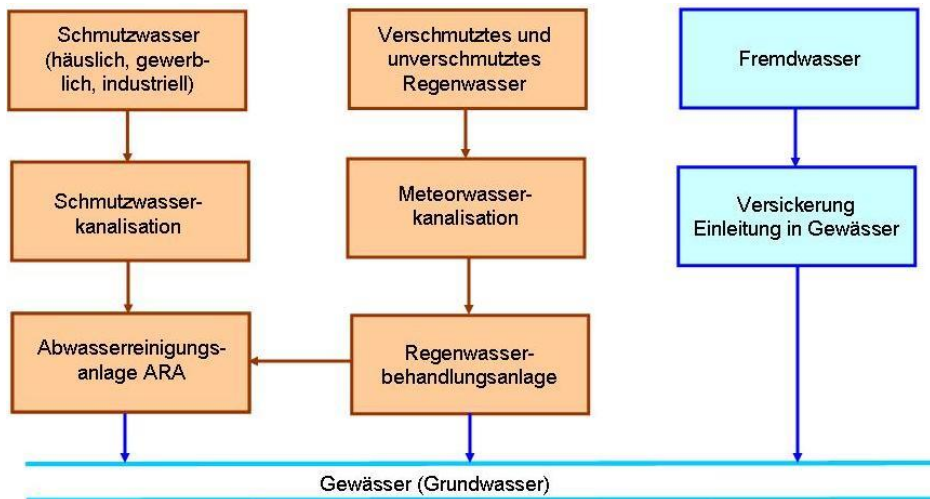 Schmutzwasser
(häuslich, gewerb-
lich, industriell)
Verschmutztes und
unverschmutztes
Regenwasser
Fremdwasser
Schmutzwasser-
kanalisation
Meteorwasser-
kanalisation
Versickerung
Einleitung in Gewässer
Abwasserreinigungs-
anlage ARA
Regenwasser-
behandlungsanlage
Gewässer (Grundwasser)